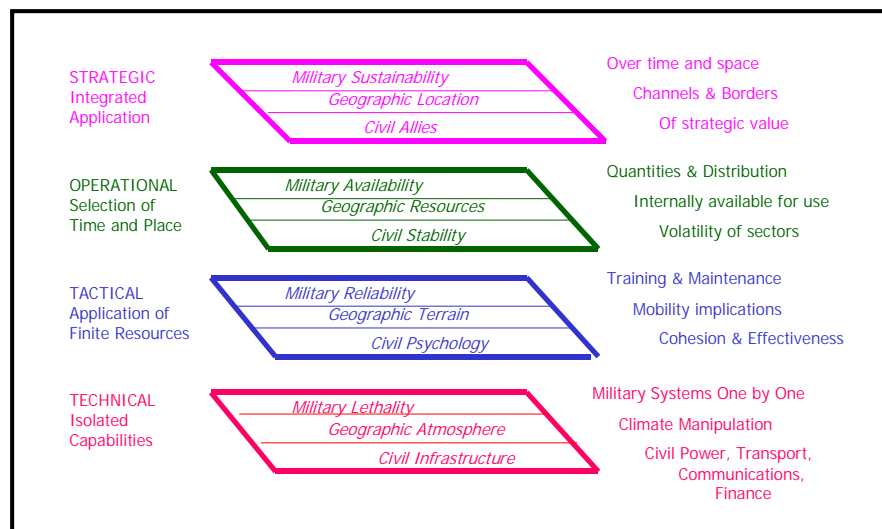 STRATEGIC
Integrated
Application
Military Sustainability
Geographic Location
Civil Allies
Over time and space
Channels & Borders
Of strategic value
OPERATIONAL
Selection of
Time and Place
Military Availability
Geographic Resources
Civil Stability
Quantities & Distribution
Internally available for use
Volatility of sectors
TACTICAL
Application of
Finite Resources
Military Reliability
Geographic Terrain
Civil Psychology
Training & Maintenance
Mobility implications
Cohesion & Effectiveness
TECHNICAL
Isolated
Capabilities
Military Lethality
Geographic Atmosphere
Civil Infrastructure
Military Systems One by One
Climate Manipulation
Civil Power, Transport,
Communications,
Finance